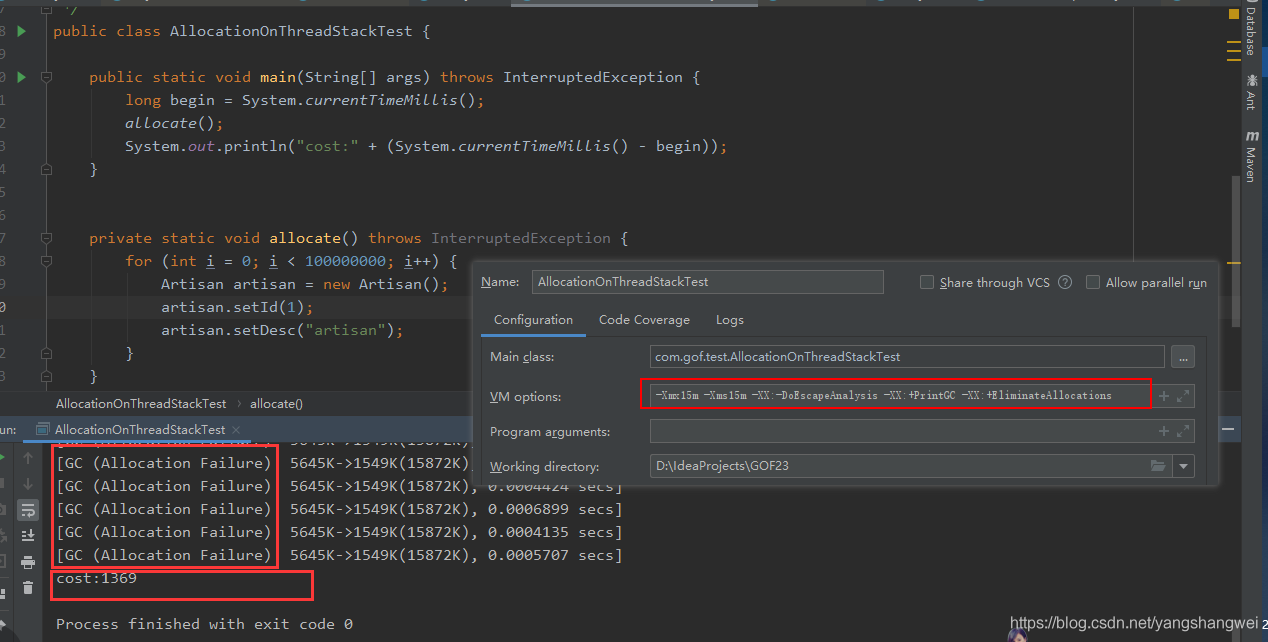 */
public class AllocationOnThreadStackTest {
public static void main(String[] args) throws InterruptedException {
long begin = System.currentTimeMillis();
allocate();
System.out.println("cost:" + (System.currentTimeMillis() - begin));
}
private static void allocate() throws InterruptedException {
for (int i = 0; i < 100000000; i++) {
Artisan artisan = new Artisan();
artisan.setId(1);
artisan.setDesc("artisan");
}
}
AllocationOnThreadStackTest › allocate()
Name: AllocationOnThreadStackTest Share through VCS ? Allow parallel run
Configuration Code Coverage Logs
Main class: com.gof.test.AllocationOnThreadStackTest ...
VM options: -Xmx15m -Xms15m -XX:-DoEscapeAnalysis -XX:+PrintGC -XX:+EliminateAllocations
Program arguments:
Working directory: D:\IdeaProjects\GOF23
un: AllocationOnThreadStackTest ×
[GC (Allocation Failure) 5645K->1549K(15872K)
[GC (Allocation Failure) 5645K->1549K(15872K), 0.0004424 secs]
[GC (Allocation Failure) 5645K->1549K(15872K), 0.0006899 secs]
[GC (Allocation Failure) 5645K->1549K(15872K), 0.0004135 secs]
[GC (Allocation Failure) 5645K->1549K(15872K), 0.0005707 secs]
cost:1369
Process finished with exit code 0
Database
Ant
m Maven
https://blog.csdn.net/yangshangwei